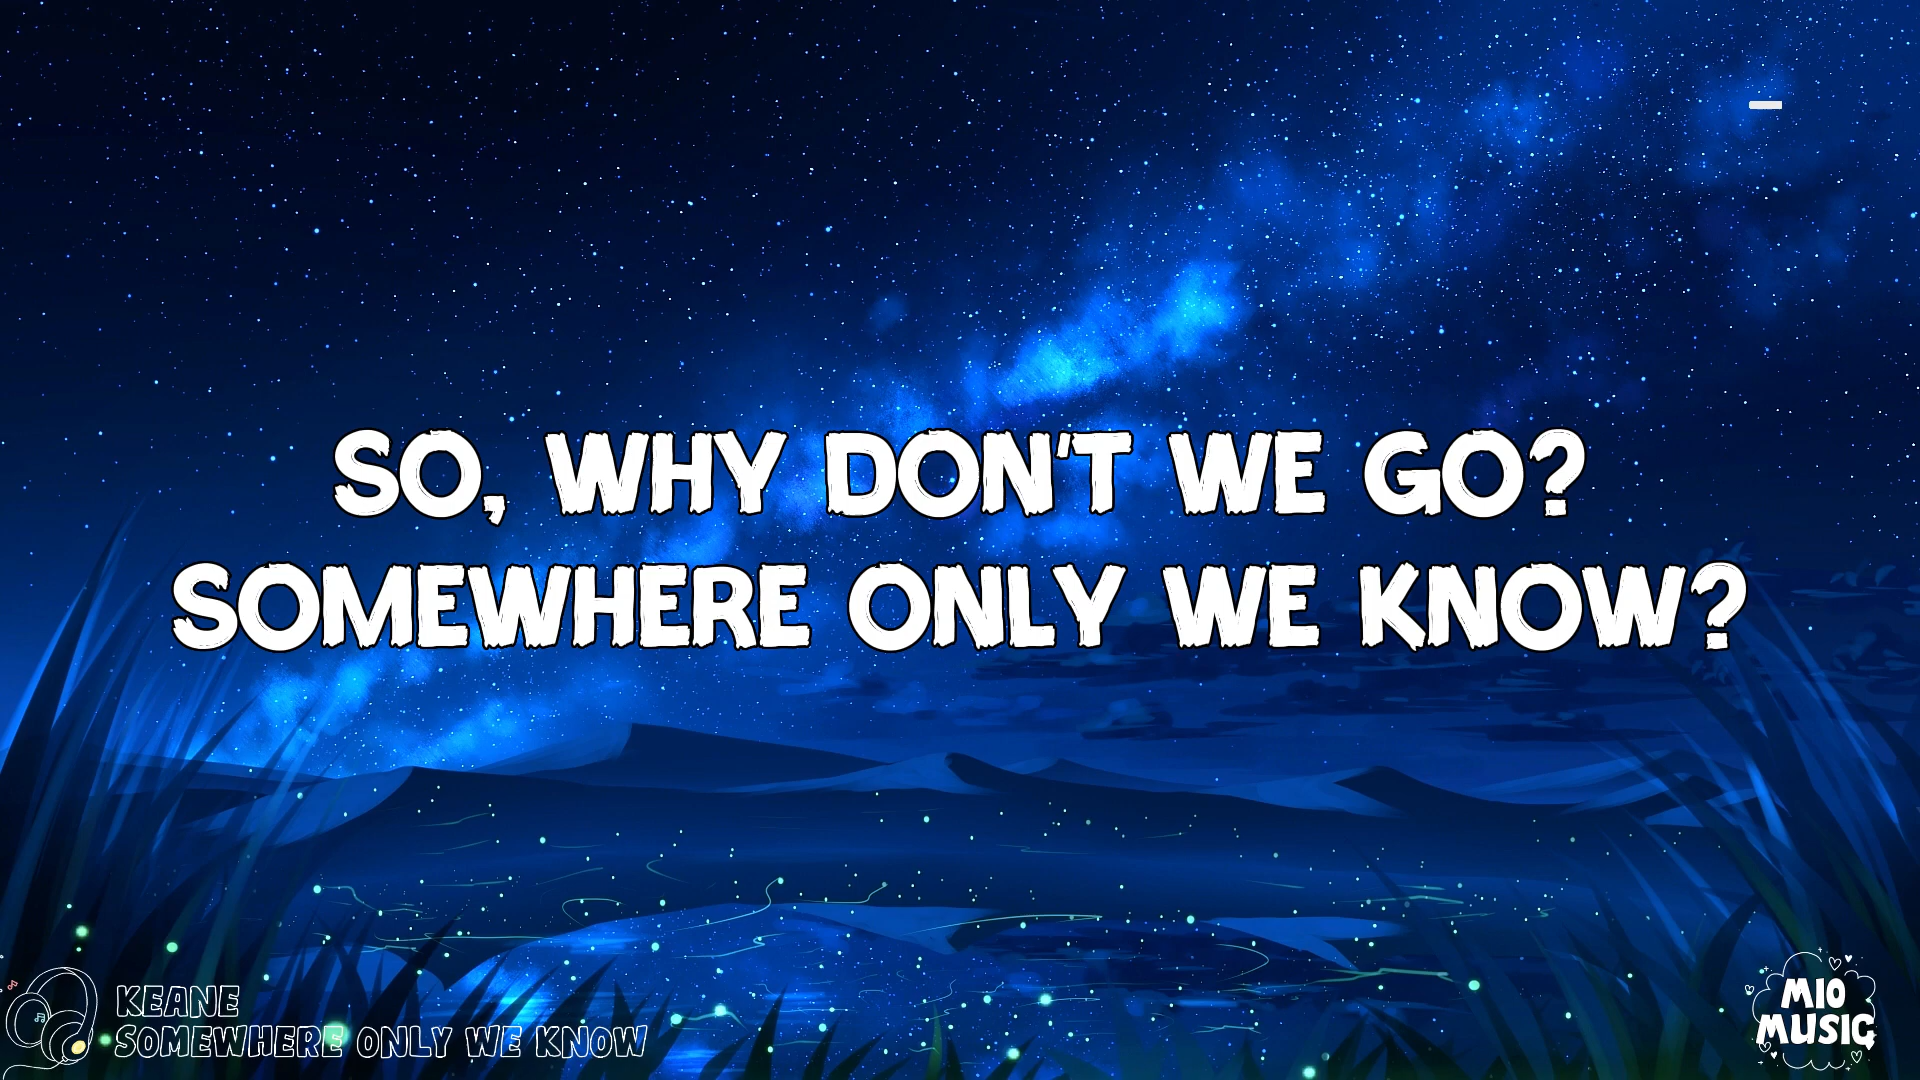 SO, WHY DON'T WE GO?
SOMEWHERE ONLY WE KNOW?
KEANE
SOMEWHERE ONLY WE KNOW
MIO
MUSIC